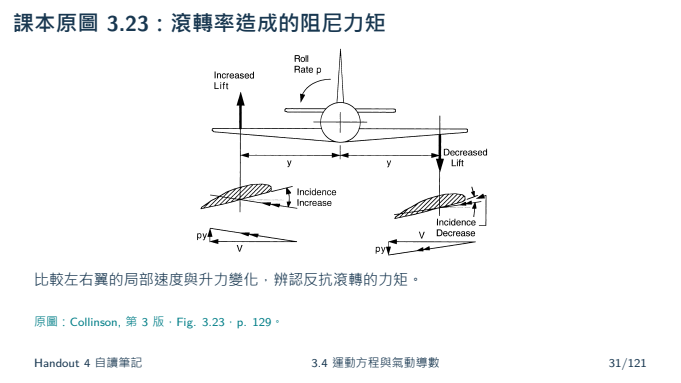 課本原圖 3.23：滾轉率造成的阻尼力矩
Roll
Rate p
Increased
Lift
Decreased
Lift
y
y
Incidence
Increase
Incidence
Decrease
py
V
py
V
比較左右翼的局部速度與升力變化，辨認反抗滾轉的力矩。
原圖：Collinson, 第 3 版，Fig. 3.23，p. 129。
Handout 4 自讀筆記
3.4 運動方程與氣動導數
31/121